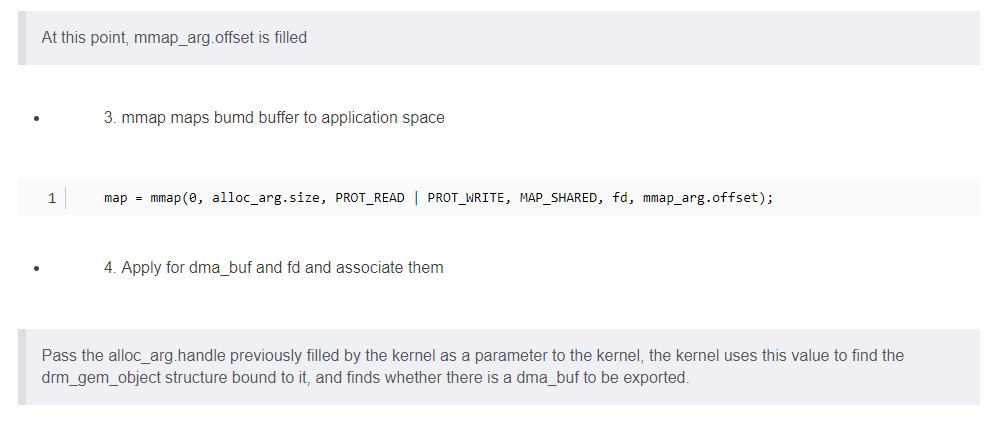 At this point, mmap_arg.offset is filled
3. mmap maps bumd buffer to application space
1 map = mmap(0, alloc_arg.size, PROT_READ | PROT_WRITE, MAP_SHARED, fd, mmap_arg.offset);
4. Apply for dma_buf and fd and associate them
Pass the alloc_arg.handle previously filled by the kernel as a parameter to the kernel, the kernel uses this value to find the
drm_gem_object structure bound to it, and finds whether there is a dma_buf to be exported.